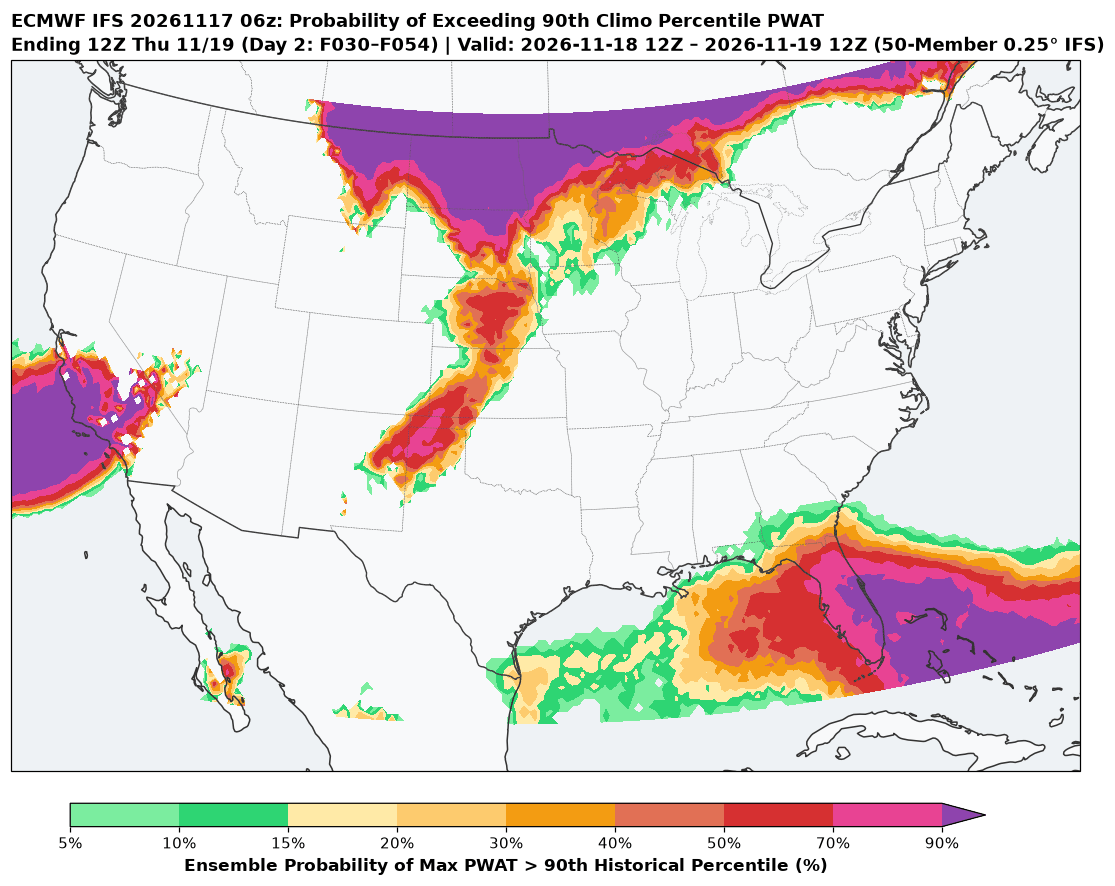 ECMWF IFS 20261117 06z: Probability of Exceeding 90th Climo Percentile PWAT
Ending 12Z Thu 11/19 (Day 2: F030–F054) | Valid: 2026-11-18 12Z – 2026-11-19 12Z (50-Member 0.25° IFS)
5% 10% 15% 20% 30% 40% 50% 70% 90%
Ensemble Probability of Max PWAT > 90th Historical Percentile (%)